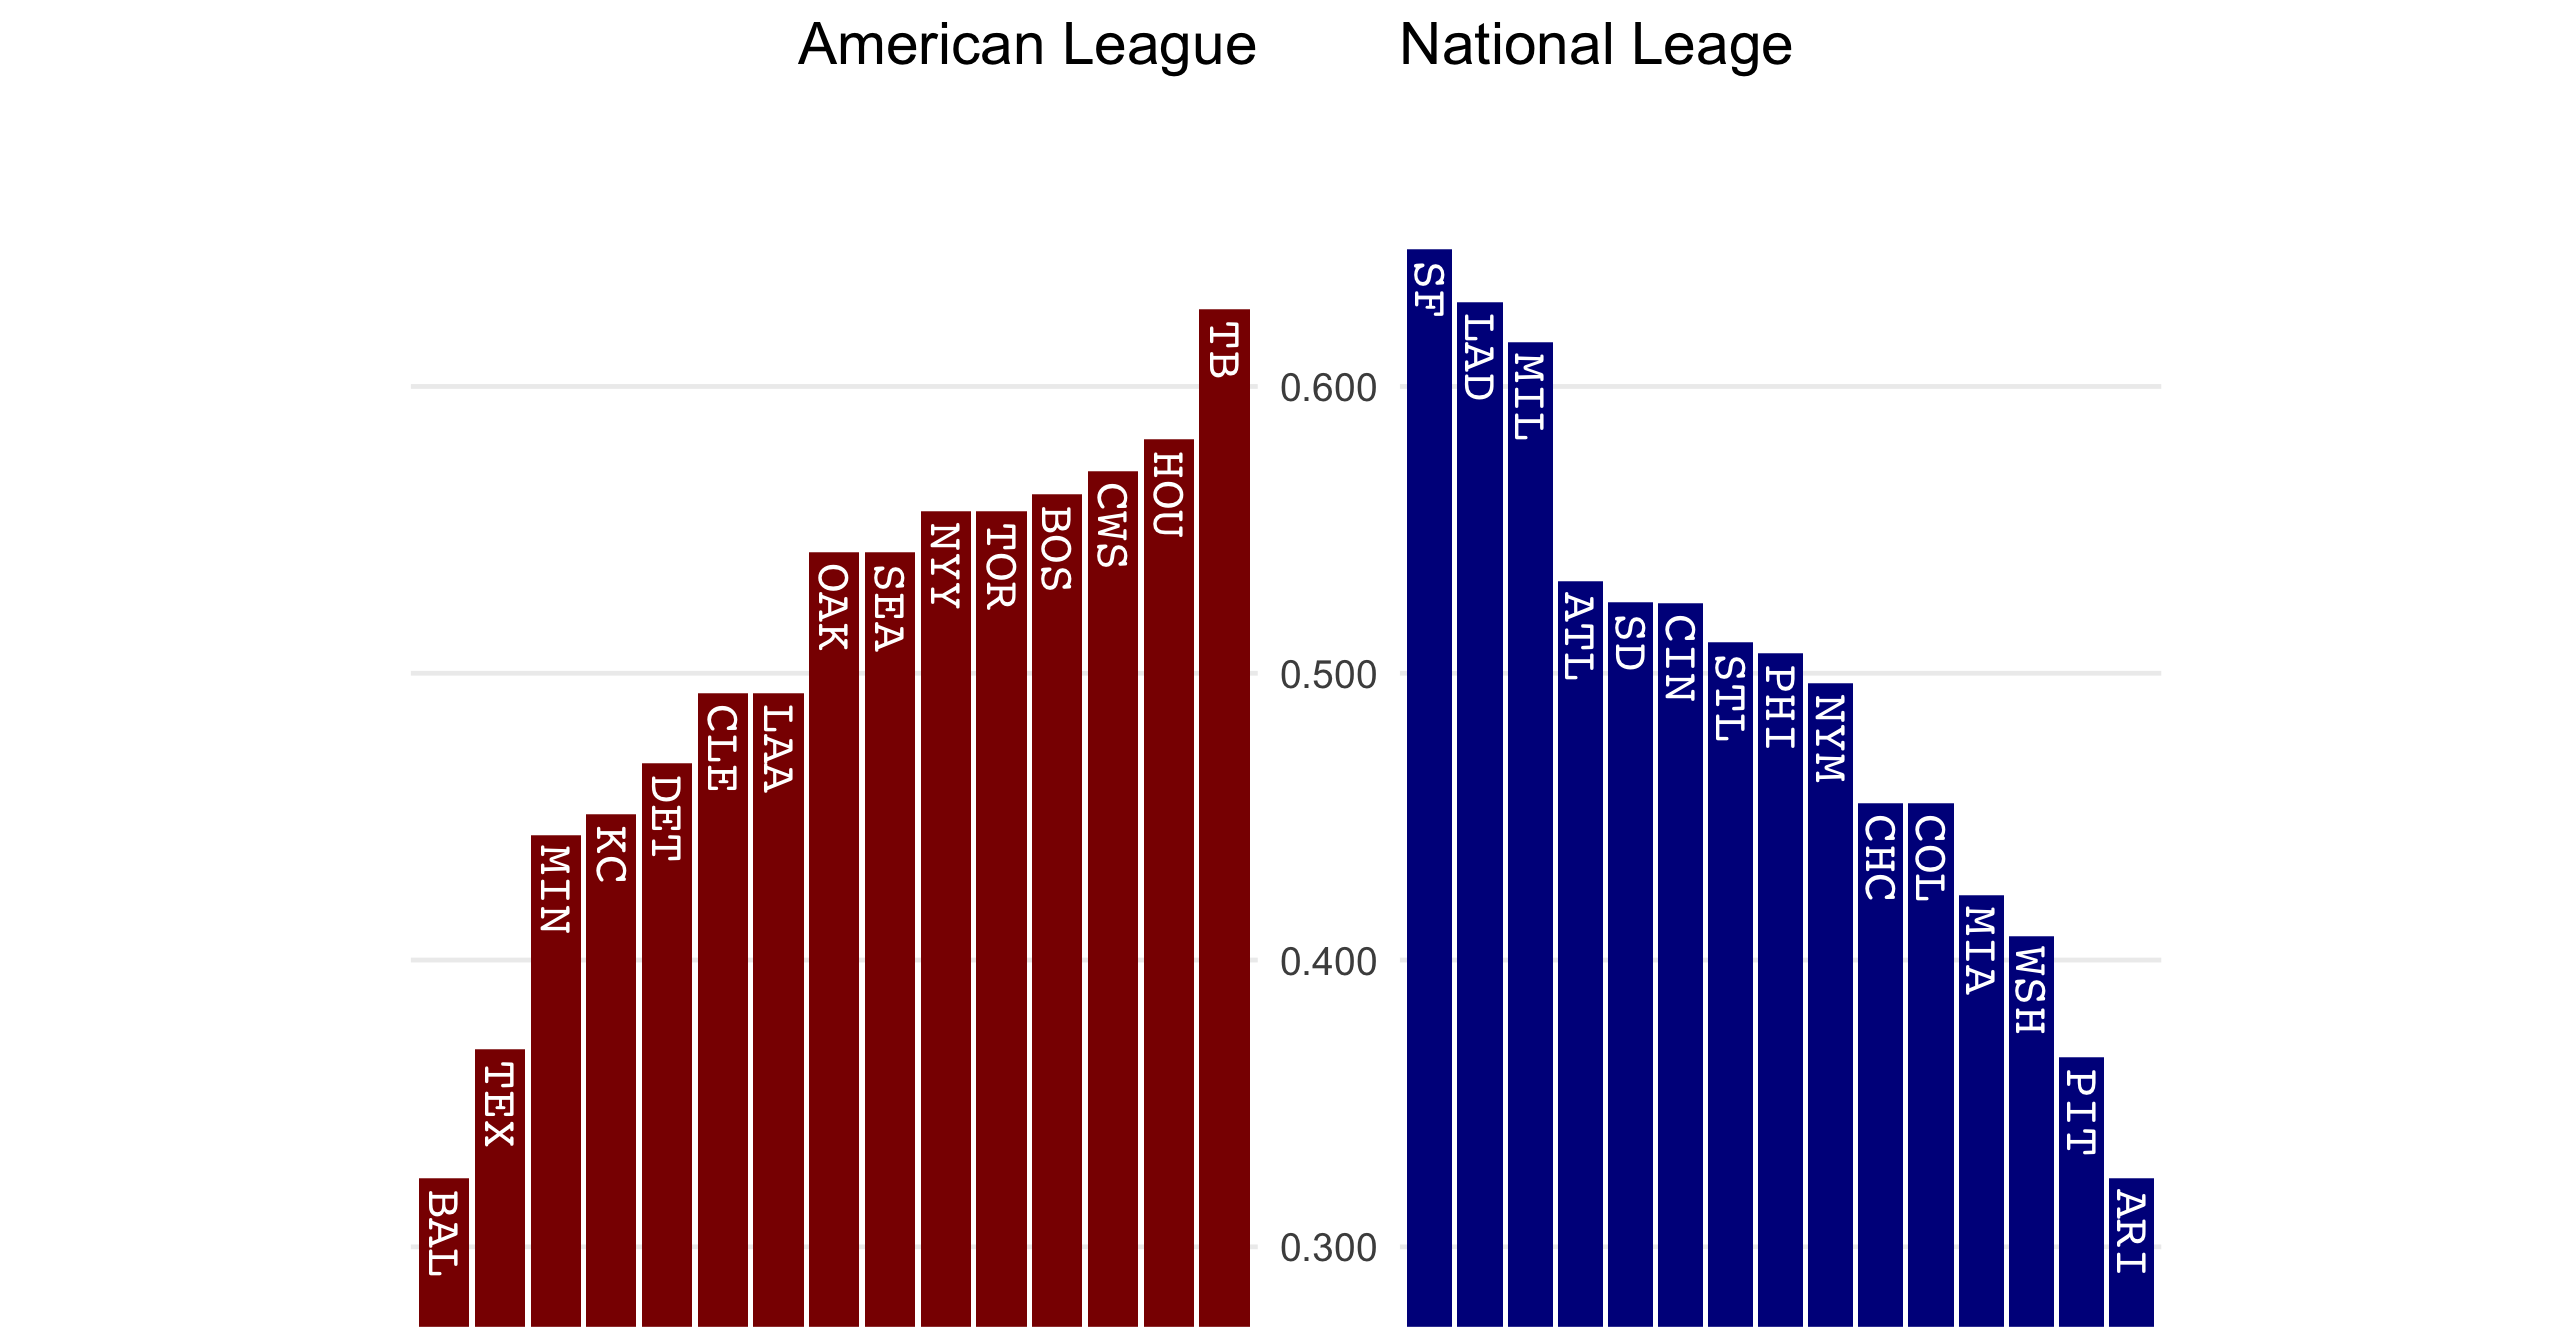 American League
National Leage
BAL
TEX
MIN
KC
DET
CLE
LAA
OAK
SEA
NYY
TOR
BOS
CWS
HOU
TB
0.600
0.500
0.400
0.300
SF
LAD
MIL
ATL
SD
CIN
STL
PHI
NYM
CHC
COL
MIA
WSH
PIT
ARI